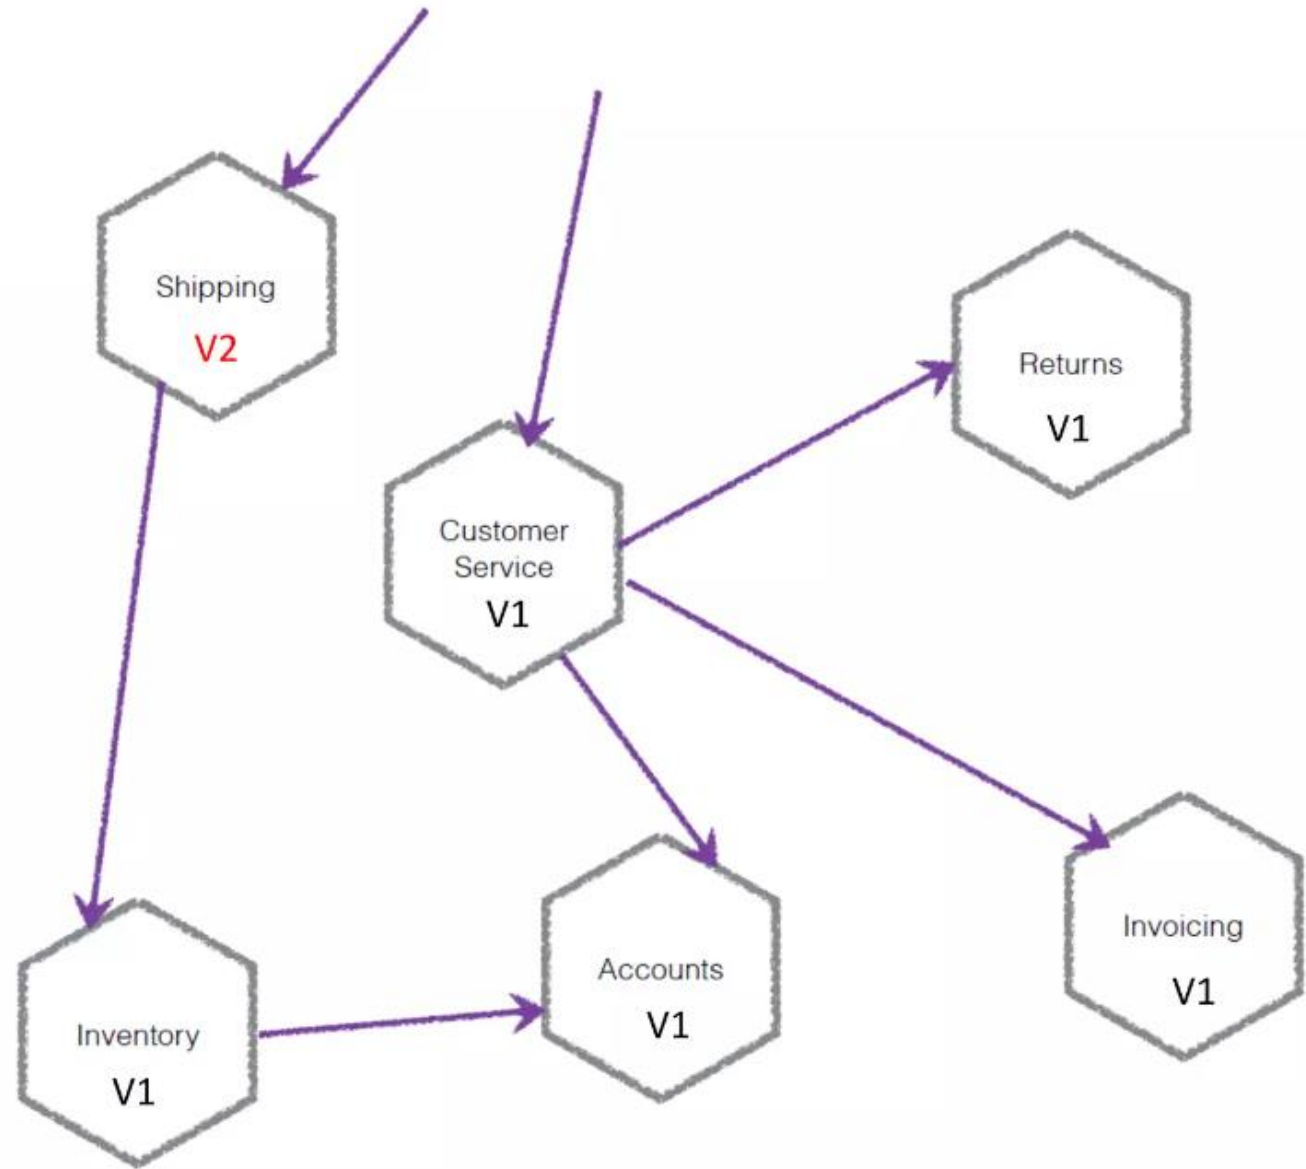 Shipping
V2
Returns
V1
Customer
Service
V1
Invoicing
V1
Accounts
V1
Inventory
V1